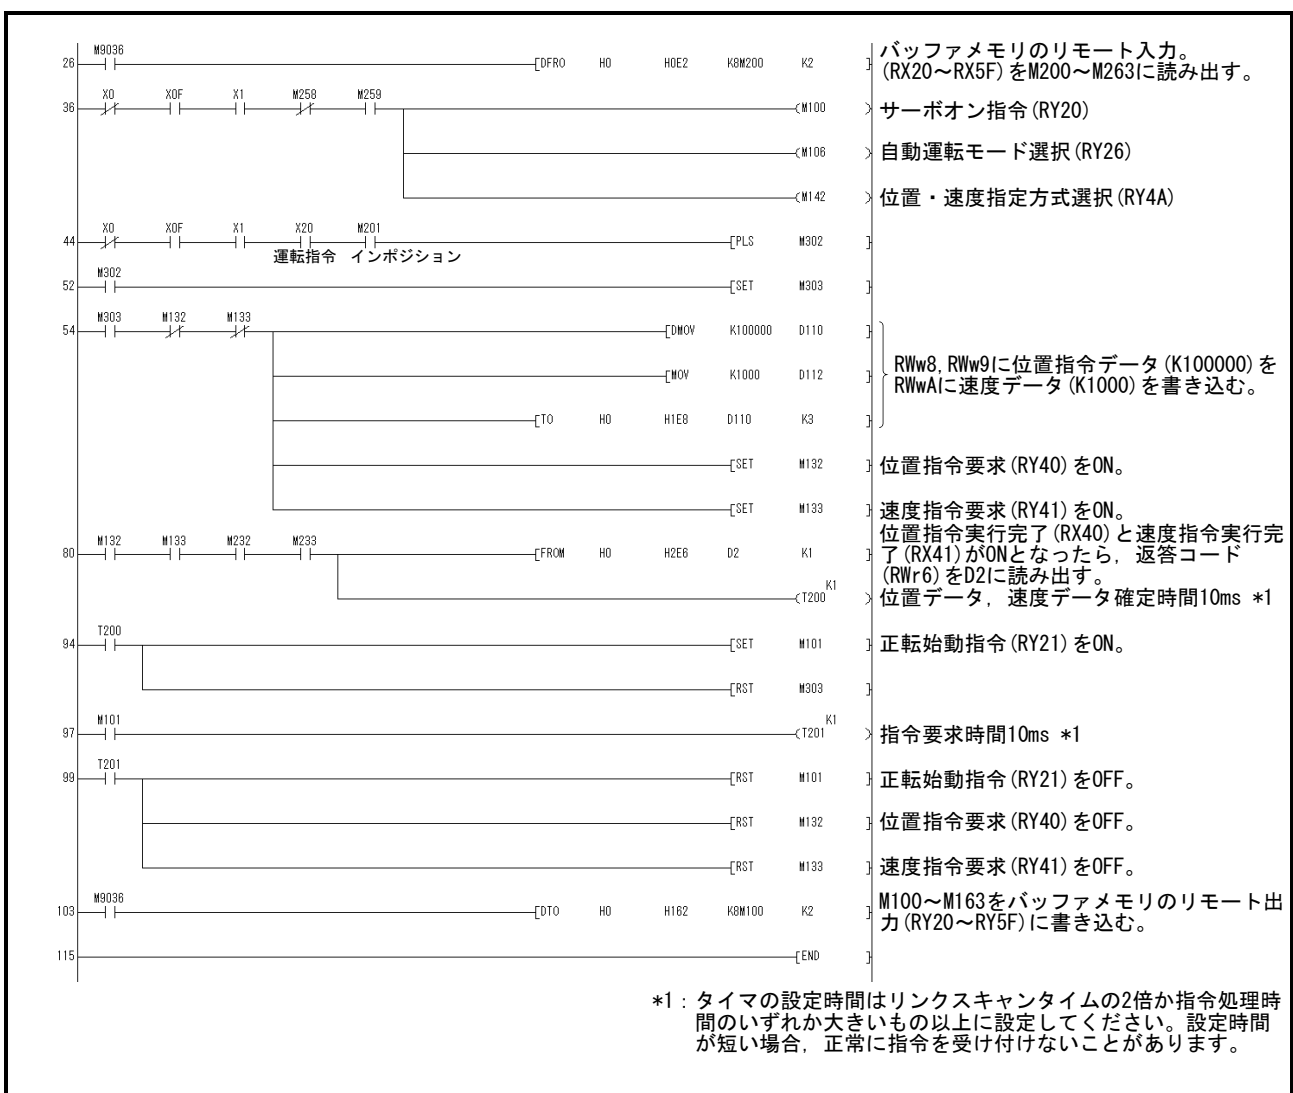 M9036
26 DFRO H0 H0E2 K8M200 K2
バッファメモリのリモート入力。
(RX20～RX5F)をM200～M263に読み出す。
X0 X0F X1 M258 M259
36 M100 サーボオン指令(RY20)
M106 自動運転モード選択(RY26)
M142 位置・速度指定方式選択(RY4A)
X0 X0F X1 X20 M201
44 PLS M302
運転指令 インポジション
M302
52 SET M303
M303 M132 M133
54 DMOV K100000 D110
MOV K1000 D112
RWw8,RWw9に位置指令データ(K100000)を
RWwAに速度データ(K1000)を書き込む。
TO H0 H1E8 D110 K3
SET M132 位置指令要求(RY40)をON。
SET M133 速度指令要求(RY41)をON。
M132 M133 M232 M233
80 FROM H0 H2E6 D2 K1
位置指令実行完了(RX40)と速度指令実行完
了(RX41)がONとなったら，返答コード
(RWr6)をD2に読み出す。
K1
T200 位置データ，速度データ確定時間10ms *1
T200
94 SET M101 正転始動指令(RY21)をON。
RST M303
M101 K1
97 T201 指令要求時間10ms *1
T201
99 RST M101 正転始動指令(RY21)をOFF。
RST M132 位置指令要求(RY40)をOFF。
RST M133 速度指令要求(RY41)をOFF。
M9036
103 DTO H0 H162 K8M100 K2
M100～M163をバッファメモリのリモート出
力(RY20～RY5F)に書き込む。
115 END
*1：タイマの設定時間はリンクスキャンタイムの2倍か指令処理時
間のいずれか大きいもの以上に設定してください。設定時間
が短い場合，正常に指令を受け付けないことがあります。